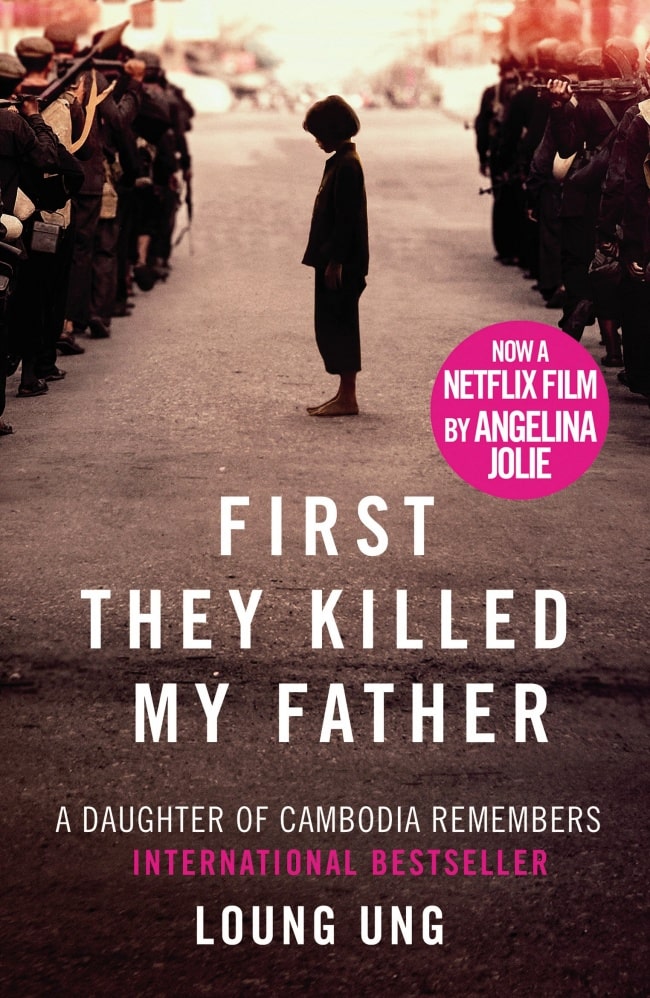 NOW A
NETFLIX FILM
BY ANGELINA
JOLIE
FIRST
THEY KILLED
MY FATHER
A DAUGHTER OF CAMBODIA REMEMBERS
INTERNATIONAL BESTSELLER
LOUNG UNG